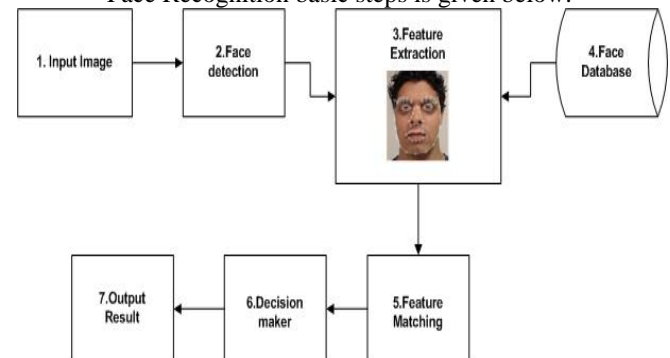 Face Recognition basic steps is given below:
1. Input Image
2.Face
detection
3.Feature
Extraction
4.Face
Database
5.Feature
Matching
6.Decision
maker
7.Output
Result